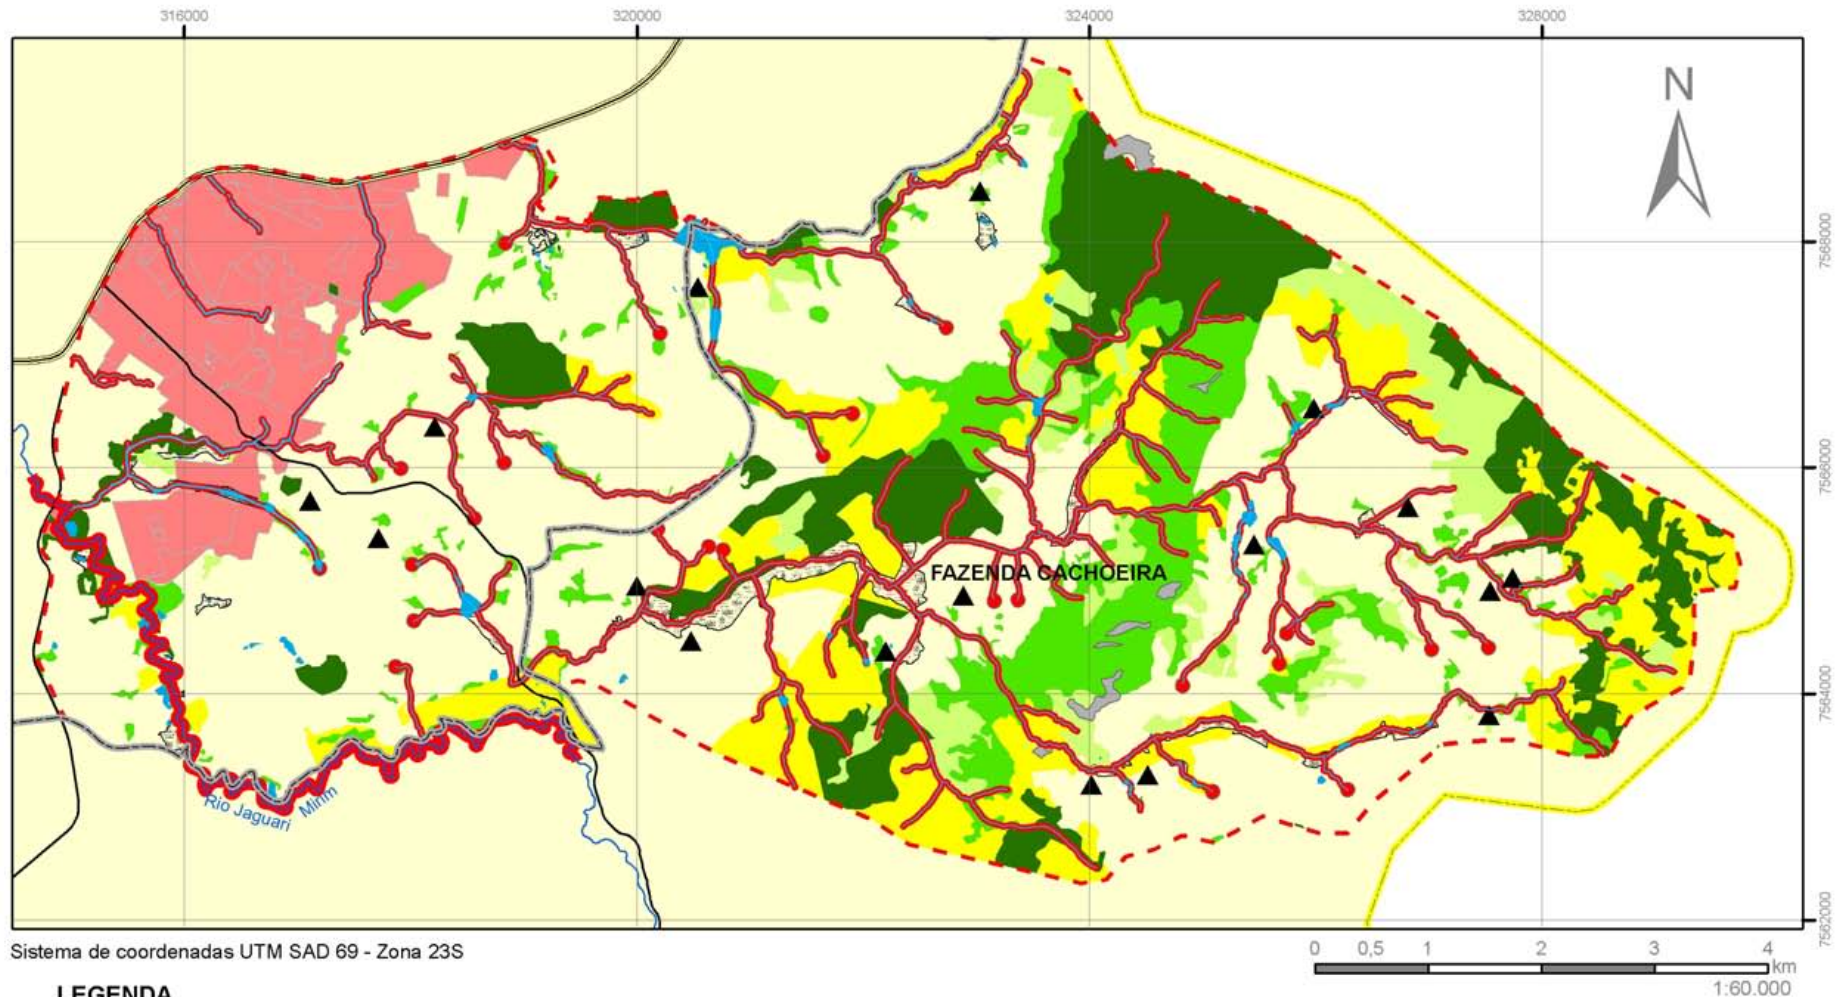 316000 320000 324000 328000
N
7568000
7566000
FAZENDA CACHOEIRA
7564000
Rio Jaguari Mirim
7562000
Sistema de coordenadas UTM SAD 69 - Zona 23S
0 0,5 1 2 3 4
km
1:60.000
LEGENDA